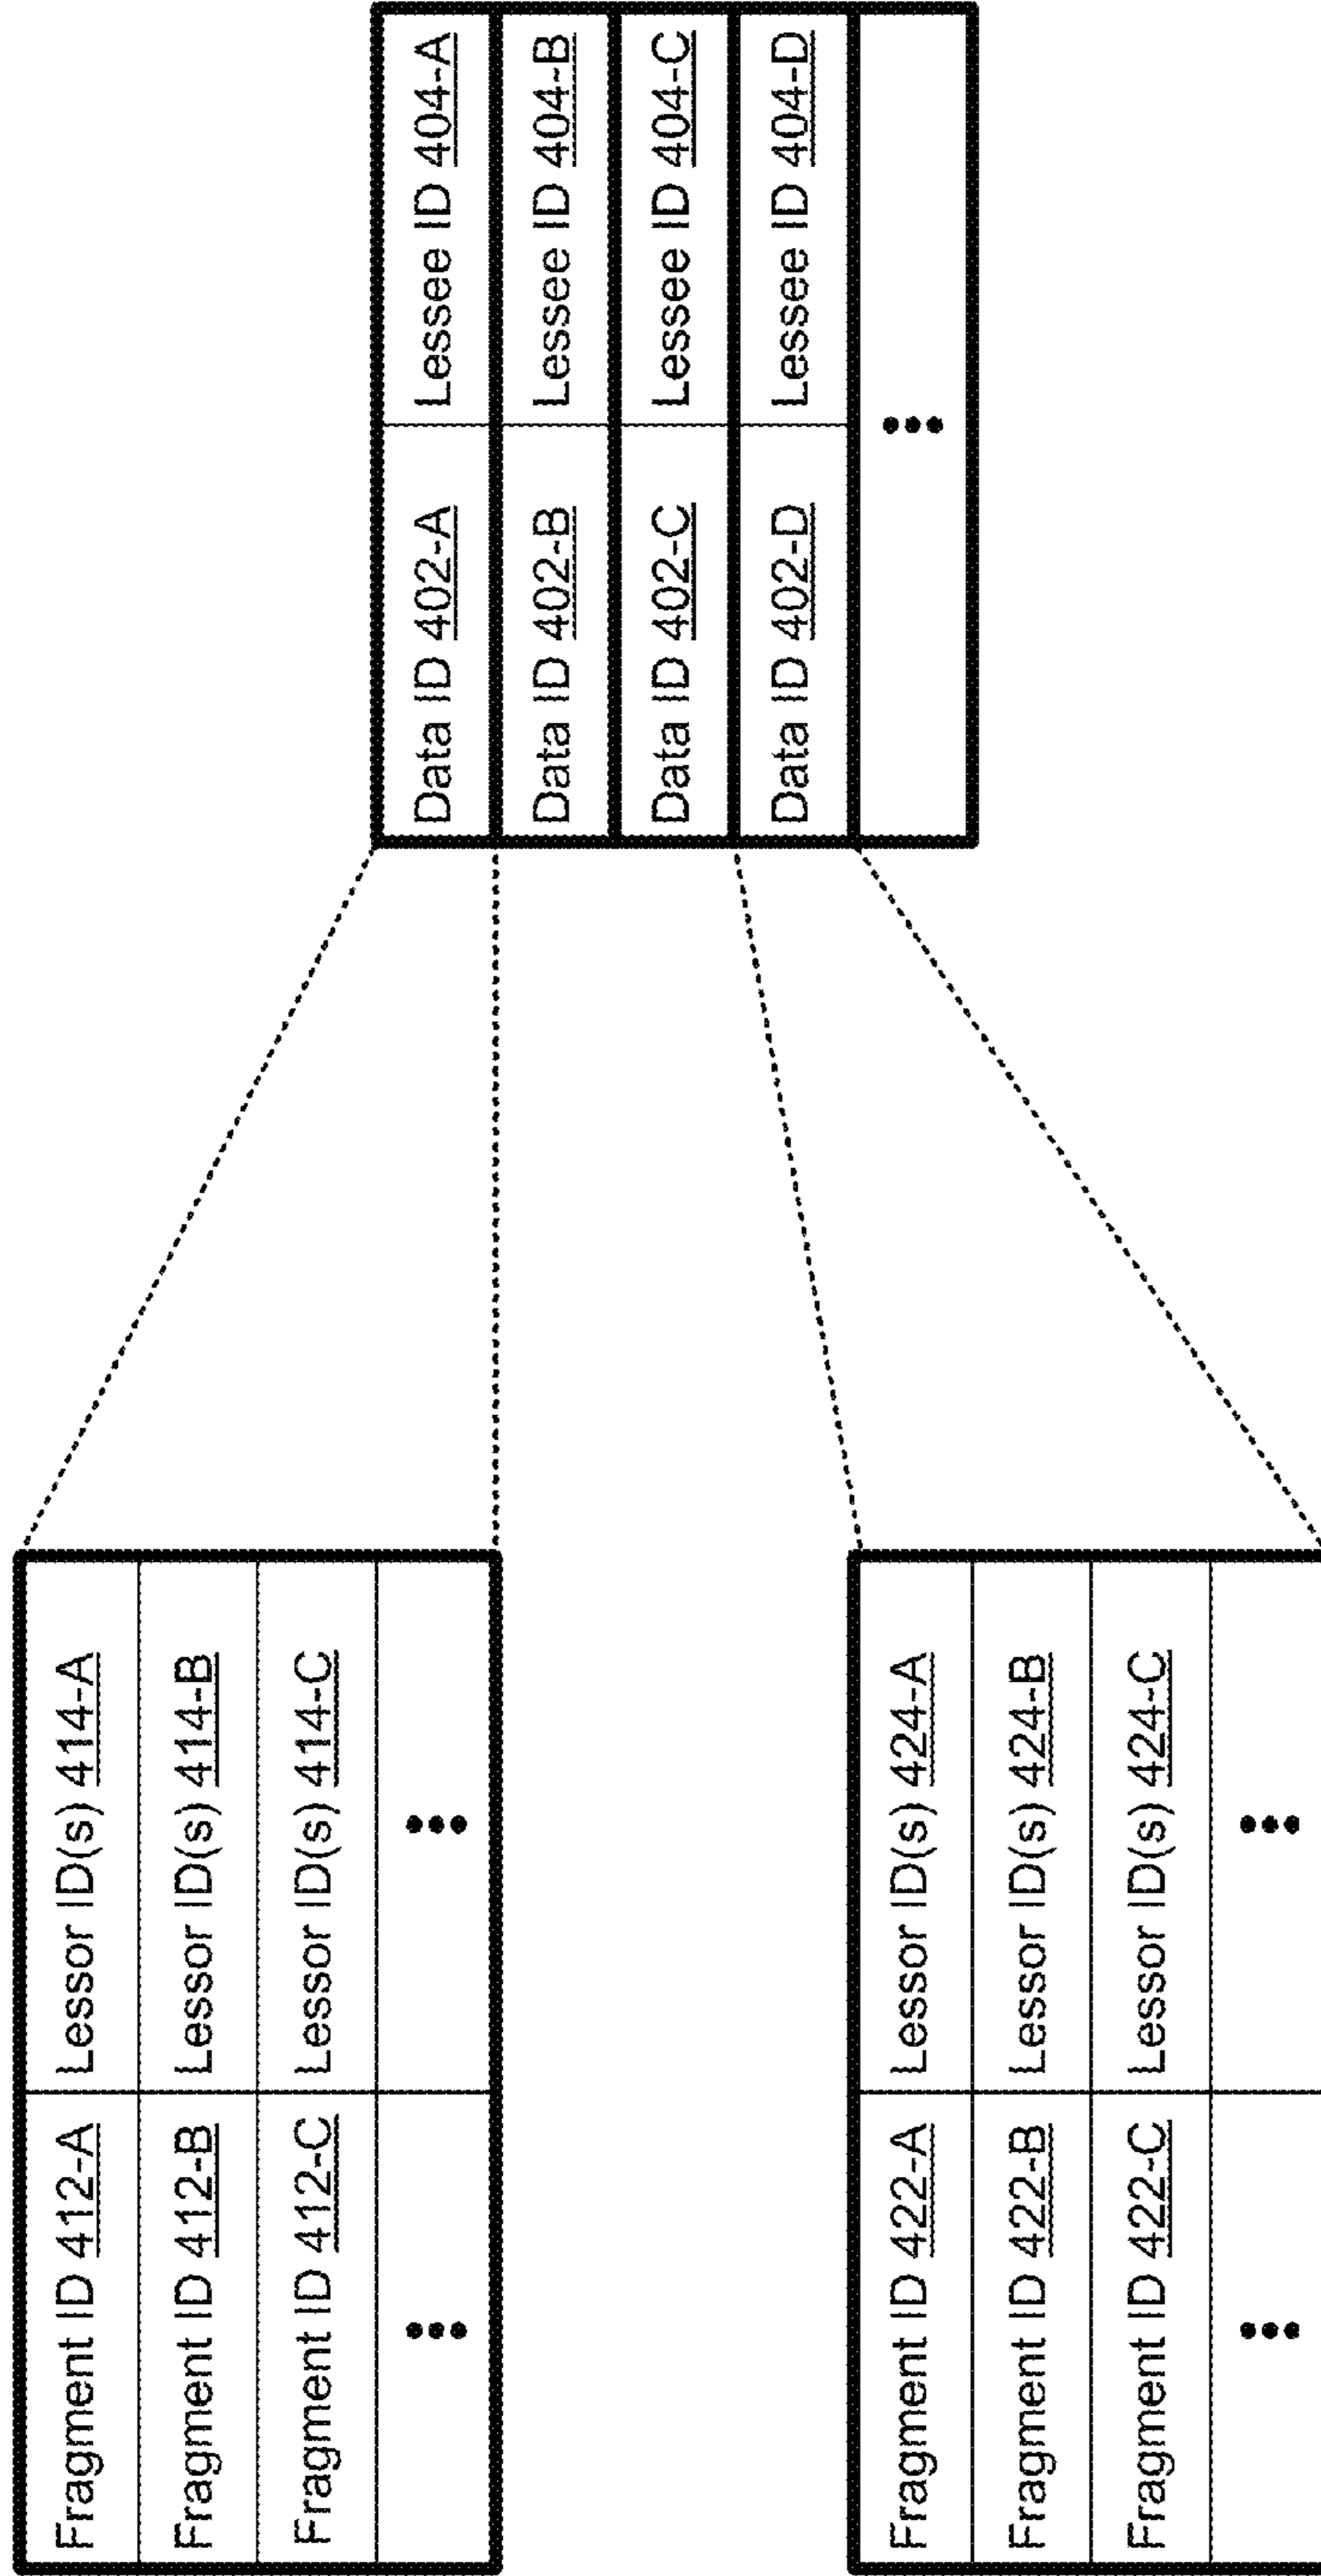 Fragment ID 412-A Lessor ID(s) 414-A
Fragment ID 412-B Lessor ID(s) 414-B
Fragment ID 412-C Lessor ID(s) 414-C
Fragment ID 422-A Lessor ID(s) 424-A
Fragment ID 422-B Lessor ID(s) 424-B
Fragment ID 422-C Lessor ID(s) 424-C
Data ID 402-A Lessee ID 404-A
Data ID 402-B Lessee ID 404-B
Data ID 402-C Lessee ID 404-C
Data ID 402-D Lessee ID 404-D